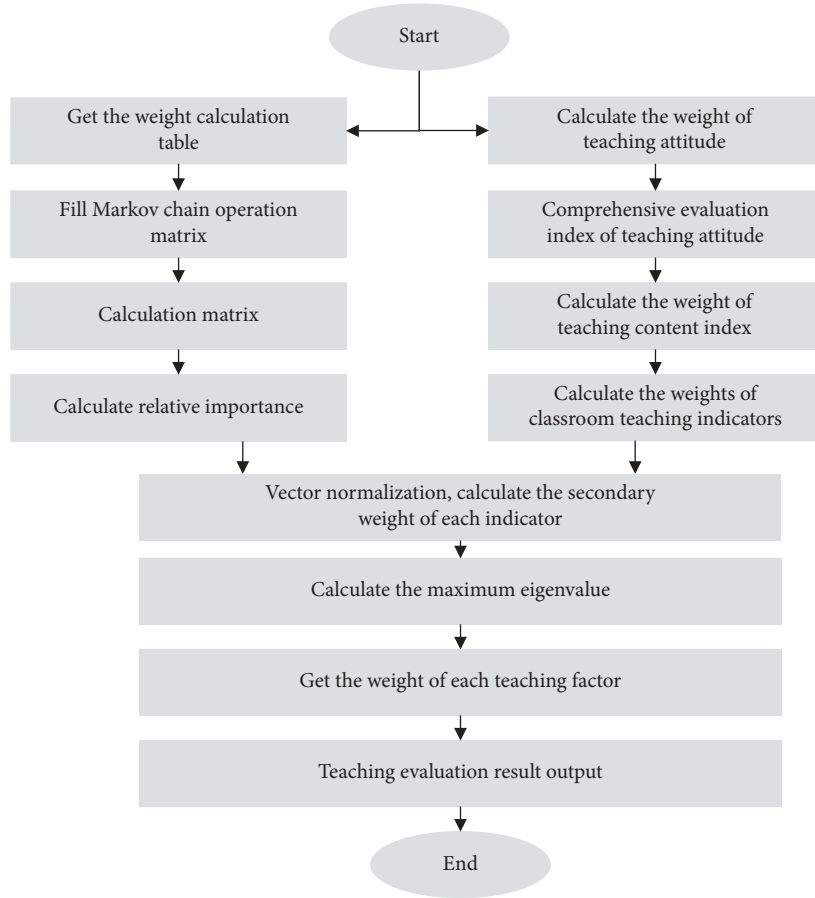 Start
Get the weight calculation
table
Fill Markov chain operation
matrix
Calculation matrix
Calculate relative importance
Calculate the weight of
teaching attitude
Comprehensive evaluation
index of teaching attitude
Calculate the weight of
teaching content index
Calculate the weights of
classroom teaching indicators
Vector normalization, calculate the secondary
weight of each indicator
Calculate the maximum eigenvalue
Get the weight of each teaching factor
Teaching evaluation result output
End